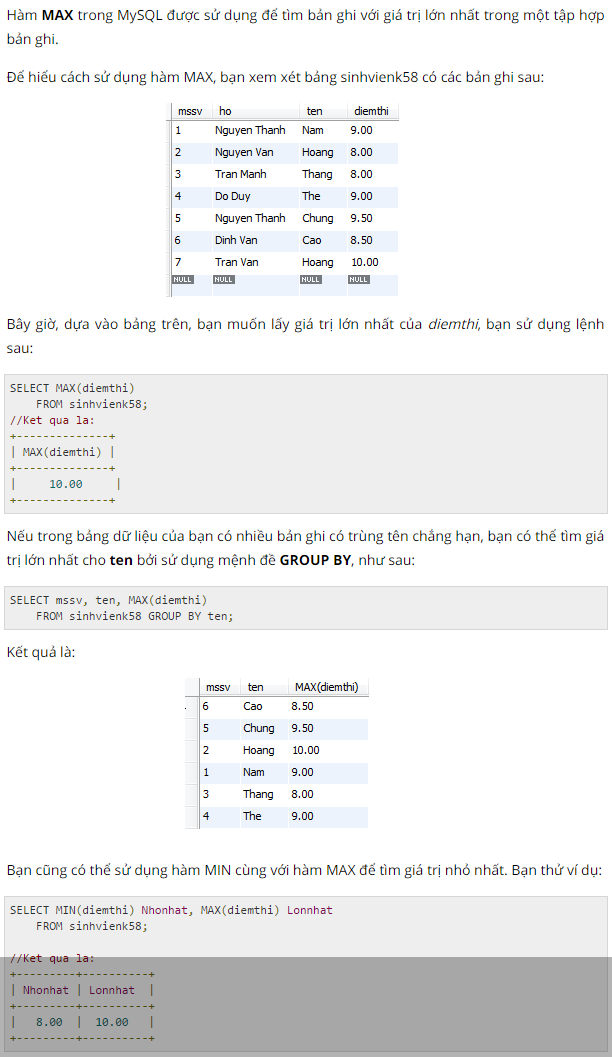 Hàm MAX trong MySQL được sử dụng để tìm bản ghi với giá trị lớn nhất trong một tập hợp
bản ghi.
Để hiểu cách sử dụng hàm MAX, bạn xem xét bảng sinhvienk58 có các bản ghi sau:
mssv ho ten diemthi
1 Nguyen Thanh Nam 9.00
2 Nguyen Van Hoang 8.00
3 Tran Manh Thang 8.00
4 Do Duy The 9.00
5 Nguyen Thanh Chung 9.50
6 Dinh Van Cao 8.50
7 Tran Van Hoang 10.00
NULL NULL NULL NULL
Bây giờ, dựa vào bảng trên, bạn muốn lấy giá trị lớn nhất của diemthi, bạn sử dụng lệnh
sau:
SELECT MAX(diemthi)
FROM sinhvienk58;
//Ket qua la:
+--------------+
| MAX(diemthi) |
+--------------+
| 10.00 |
+--------------+
Nếu trong bảng dữ liệu của bạn có nhiều bản ghi có trùng tên chẳng hạn, bạn có thể tìm giá
trị lớn nhất cho ten bởi sử dụng mệnh đề GROUP BY, như sau:
SELECT mssv, ten, MAX(diemthi)
FROM sinhvienk58 GROUP BY ten;
Kết quả là:
mssv ten MAX(diemthi)
6 Cao 8.50
5 Chung 9.50
2 Hoang 10.00
1 Nam 9.00
3 Thang 8.00
4 The 9.00
Bạn cũng có thể sử dụng hàm MIN cùng với hàm MAX để tìm giá trị nhỏ nhất. Bạn thử ví dụ:
SELECT MIN(diemthi) Nhonhat, MAX(diemthi) Lonnhat
FROM sinhvienk58;
//Ket qua la:
+---------+----------+
| Nhonhat | Lonnhat |
+---------+----------+
| 8.00 | 10.00 |
+---------+----------+